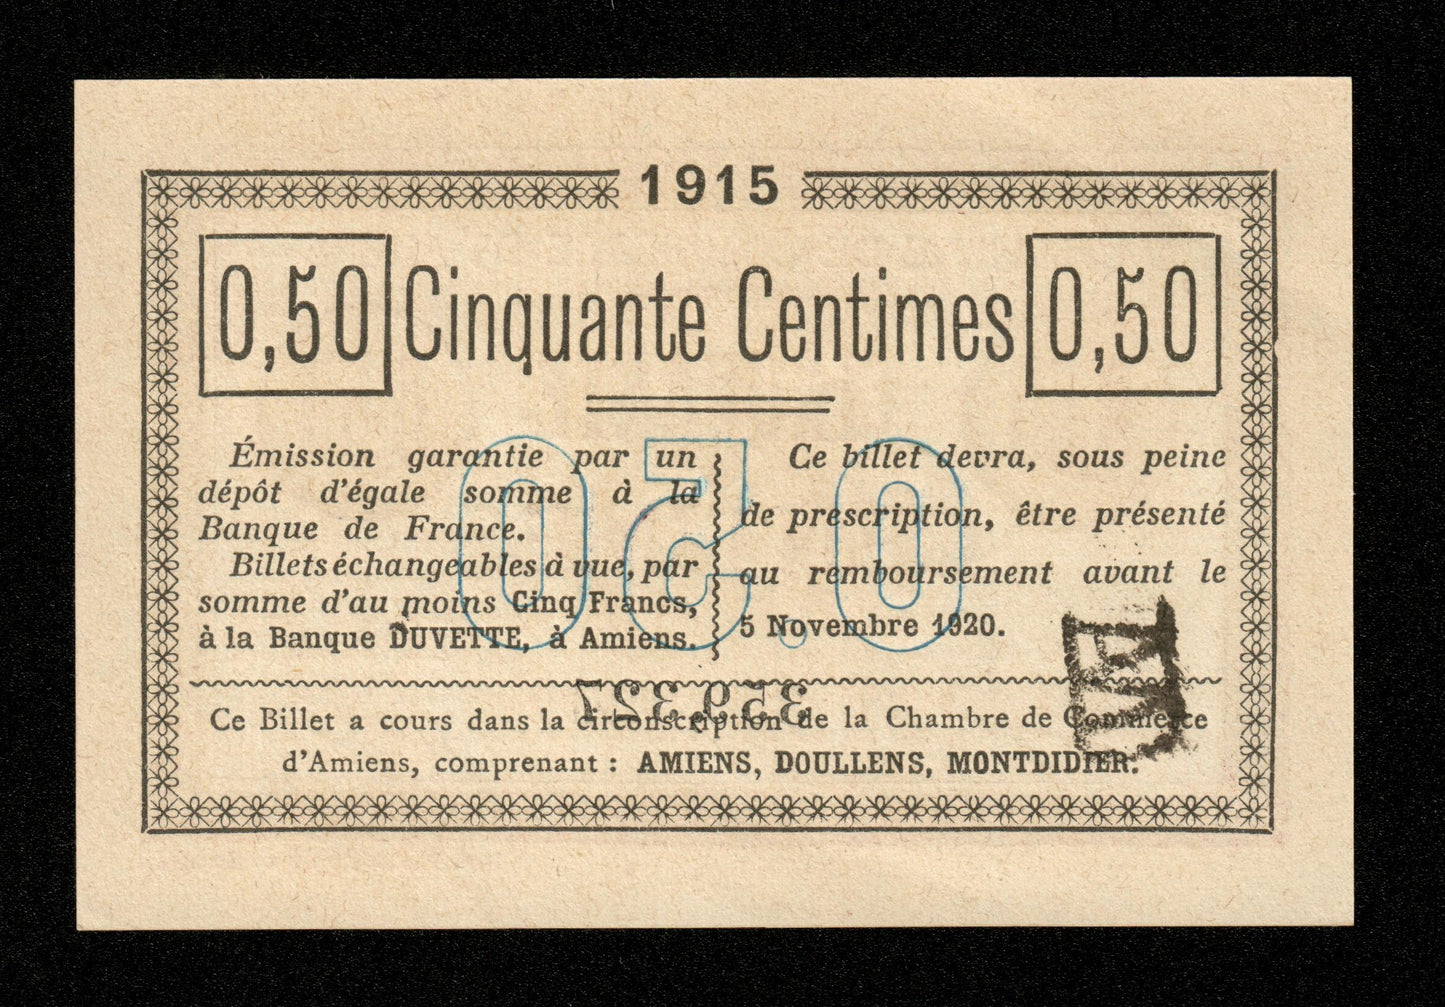 1915
0,50 Cinquante Centimes 0,50
Émission garantie par un
dépôt d'égale somme à la
Banque de France.
Billets échangeables à vue, par
somme d'au moins Cinq Francs,
à la Banque DUVETTE, à Amiens.
Ce billet devra, sous peine
de prescription, être présenté
au remboursement avant le
5 Novembre 1920.
0.50
Ce Billet a cours dans la circonscription de la Chambre de Commerce
d'Amiens, comprenant : AMIENS, DOULLENS, MONTDIDIER.